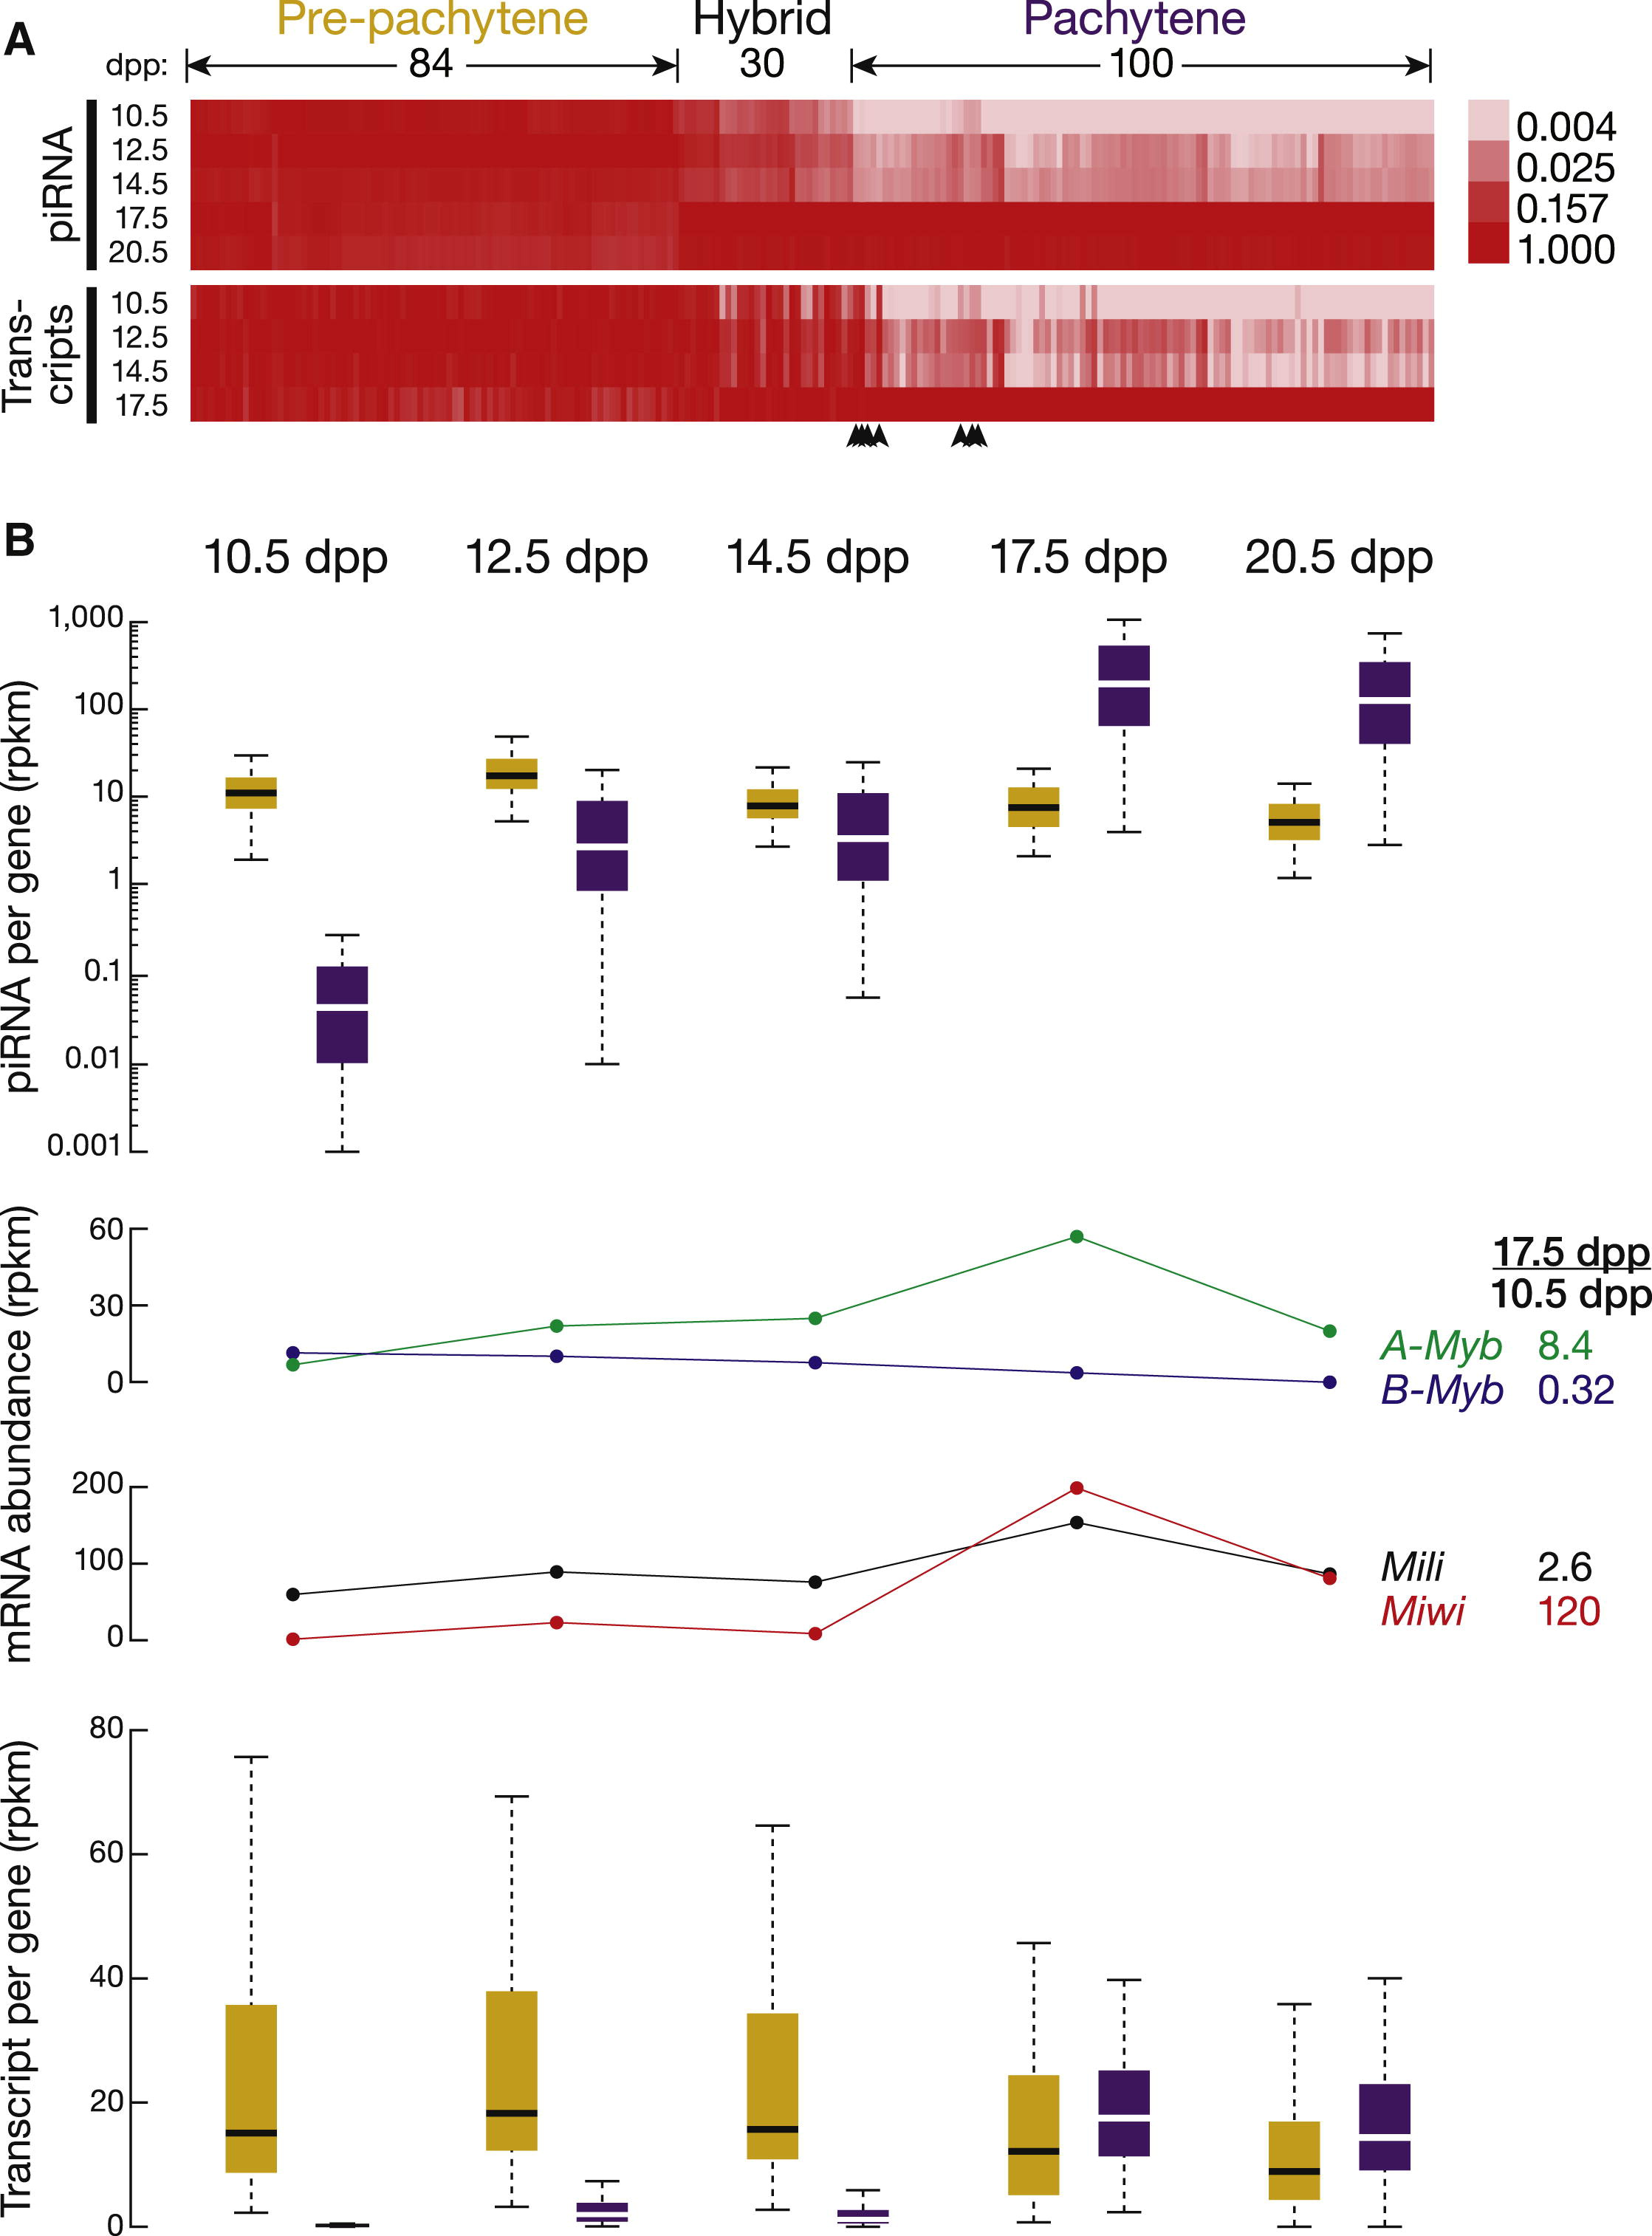 A
Pre-pachytene Hybrid Pachytene
dpp: 84 30 100
piRNA
10.5
12.5
14.5
17.5
20.5
0.004
0.025
0.157
1.000
Trans-
cripts
10.5
12.5
14.5
17.5
B
10.5 dpp 12.5 dpp 14.5 dpp 17.5 dpp 20.5 dpp
piRNA per gene (rpkm)
1,000
100
10
1
0.1
0.01
0.001
mRNA abundance (rpkm)
60
30
0
17.5 dpp
10.5 dpp
A-Myb 8.4
B-Myb 0.32
200
100
0
Mili 2.6
Miwi 120
Transcript per gene (rpkm)
80
60
40
20
0